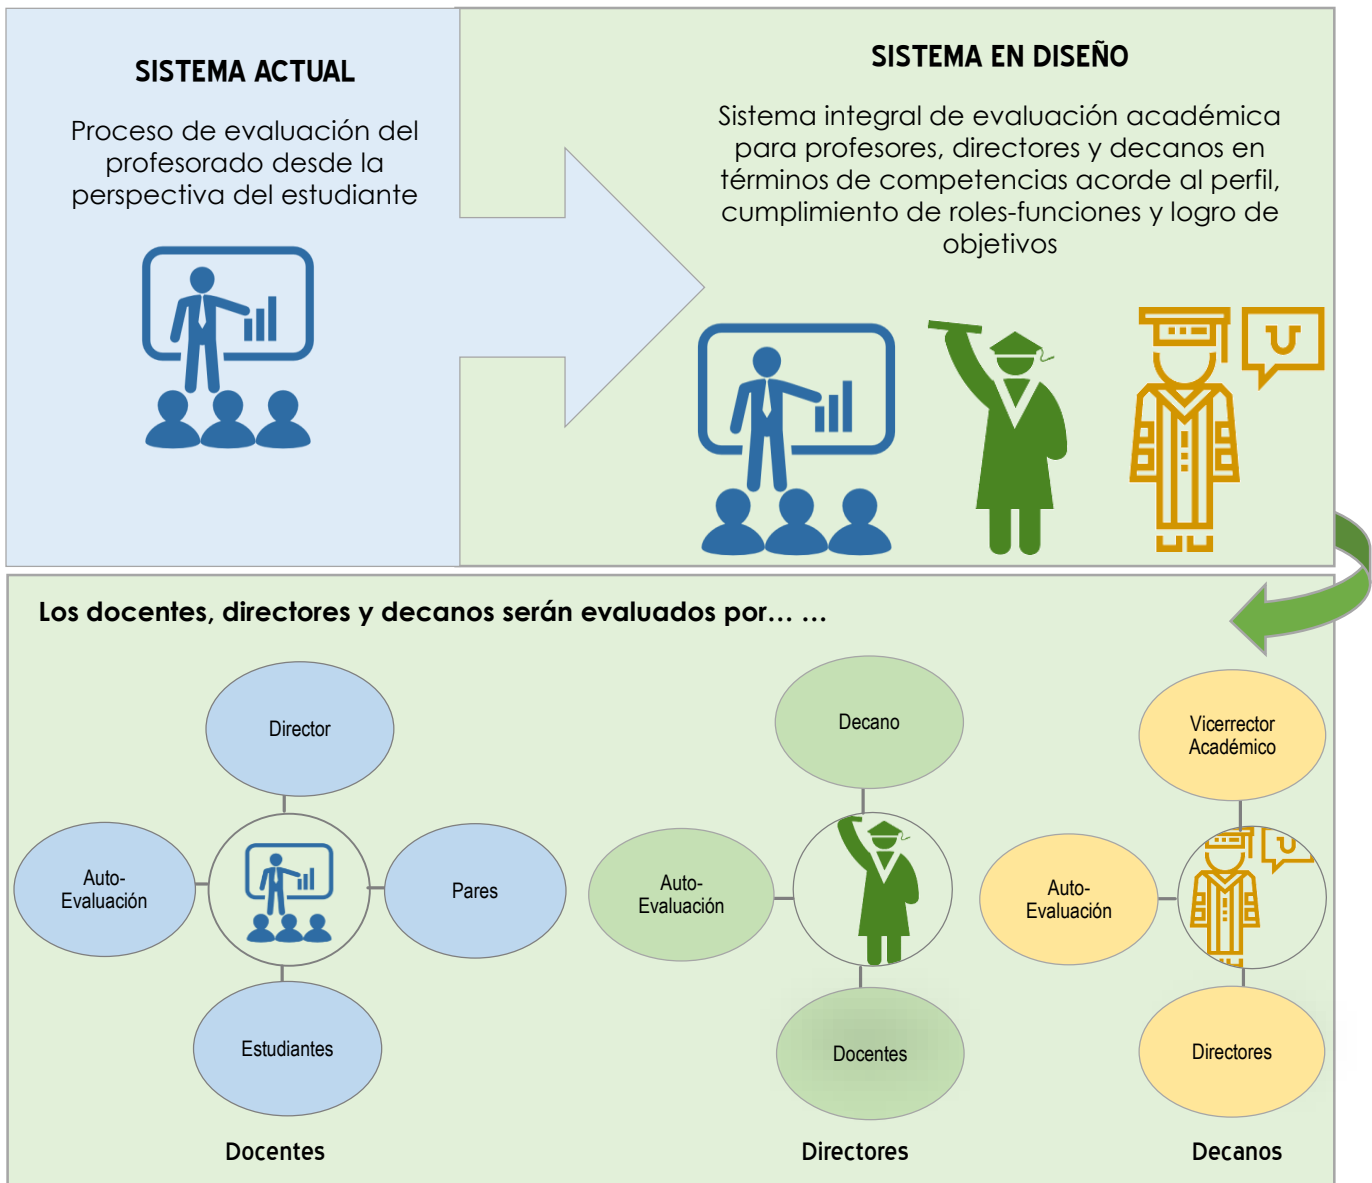 SISTEMA ACTUAL
Proceso de evaluación del
profesorado desde la
perspectiva del estudiante
SISTEMA EN DISEÑO
Sistema integral de evaluación académica
para profesores, directores y decanos en
términos de competencias acorde al perfil,
cumplimiento de roles-funciones y logro de
objetivos
Los docentes, directores y decanos serán evaluados por... ...
Director
Auto-
Evaluación
Pares
Estudiantes
Docentes
Decano
Auto-
Evaluación
Docentes
Directores
Vicerrector
Académico
Auto-
Evaluación
Directores
Decanos